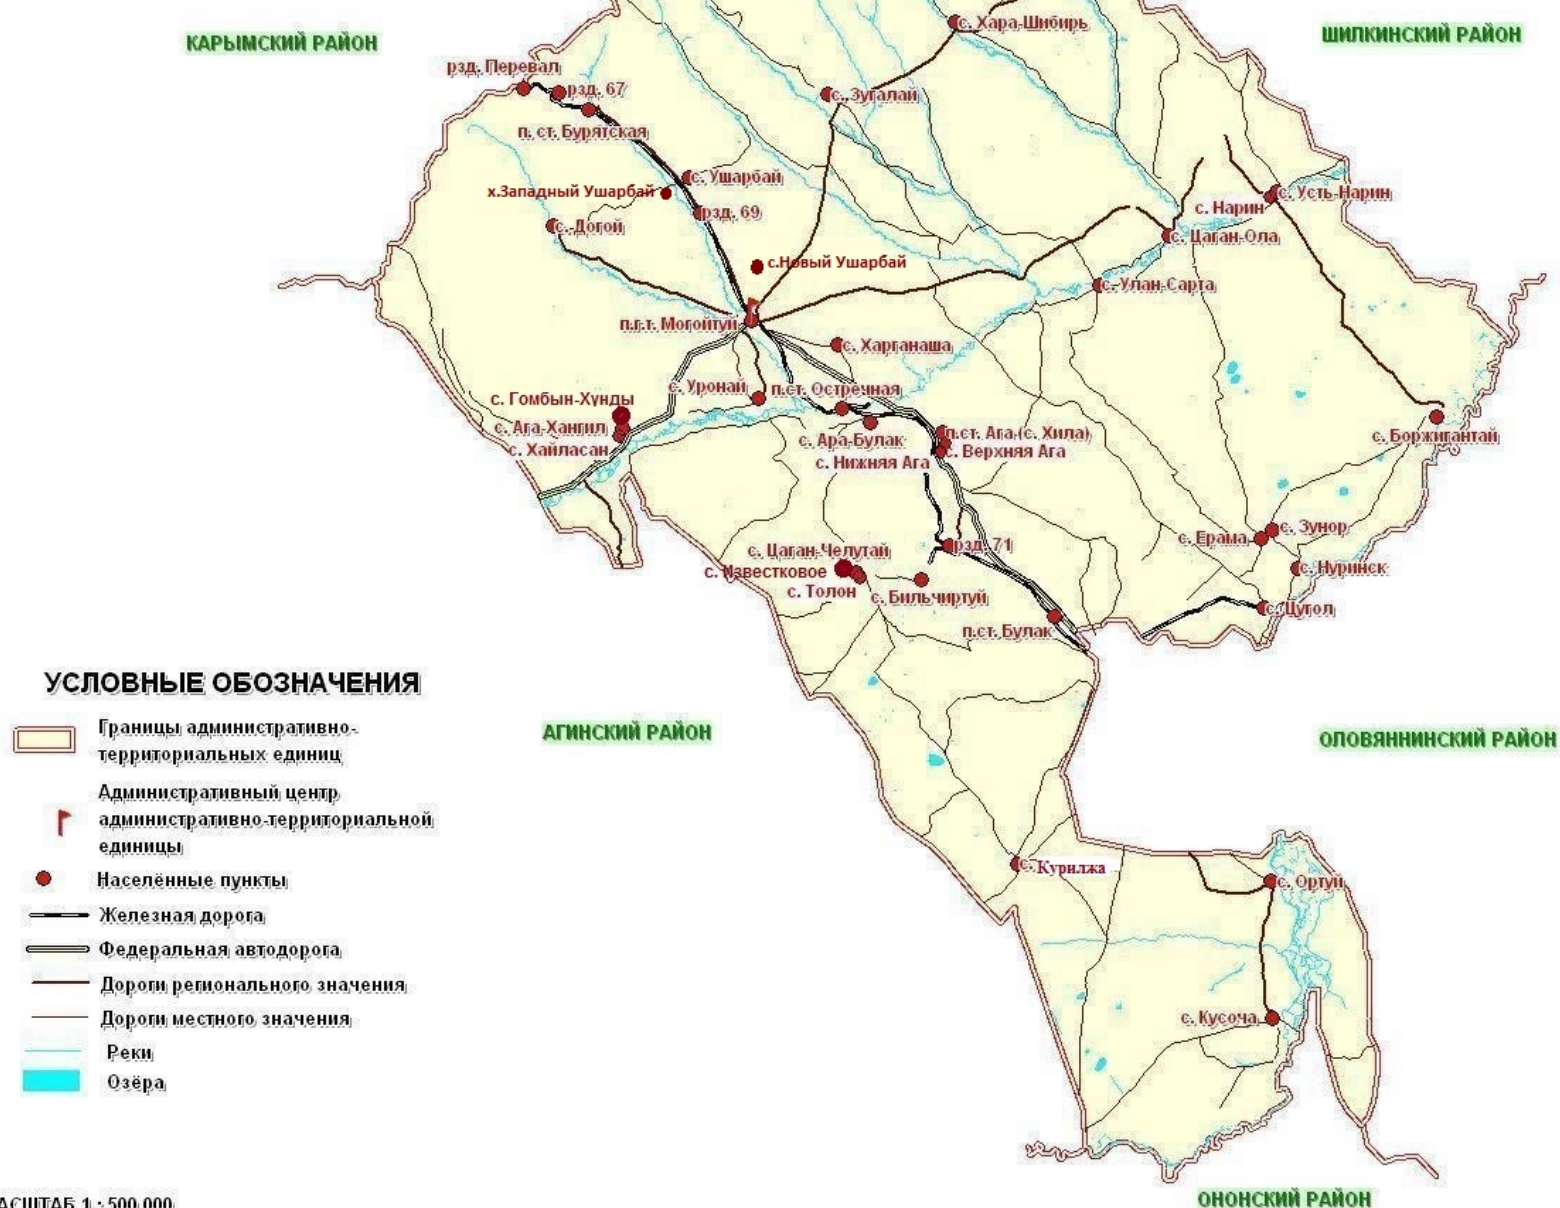 КАРЫМСКИЙ РАЙОН
с. Хара-Шибирь
ШИЛКИНСКИЙ РАЙОН
рзд. Перевал
рзд. 67
с. Зугалай
п. ст. Бурятская
с. Ушарбай
х.Западный Ушарбай
с. Усть-Нарин
с. Нарин
рзд. 69
с. Догой
с. Цаган-Ола
с.Новый Ушарбай
с. Улан-Сарта
п.г.т. Могойтуй
с. Харганаша
с. Уронай
п.ст. Остречная
с. Гомбын-Хунды
с. Ага-Хангил
с. Хайласан
с. Ара-Булак
п.ст. Ага (с. Хила)
с. Верхняя Ага
с. Нижняя Ага
с. Боржигантай
с. Зунор
с. Ерама
рзд. 71
с. Цаган-Челутай
с. Известковое
с. Толон
с. Бильчиртуй
с. Нуринск
с. Цугол
п.ст. Булак
УСЛОВНЫЕ ОБОЗНАЧЕНИЯ
Границы административно-
территориальных единиц
Административный центр
административно-территориальной
единицы
Населённые пункты
Железная дорога
Федеральная автодорога
Дороги регионального значения
Дороги местного значения
Реки
Озёра
АГИНСКИЙ РАЙОН
ОЛОВЯННИНСКИЙ РАЙОН
с. Курилжа
с. Ортуй
с. Кусоча
АСШТАБ 1 : 500 000
ОНОНСКИЙ РАЙОН